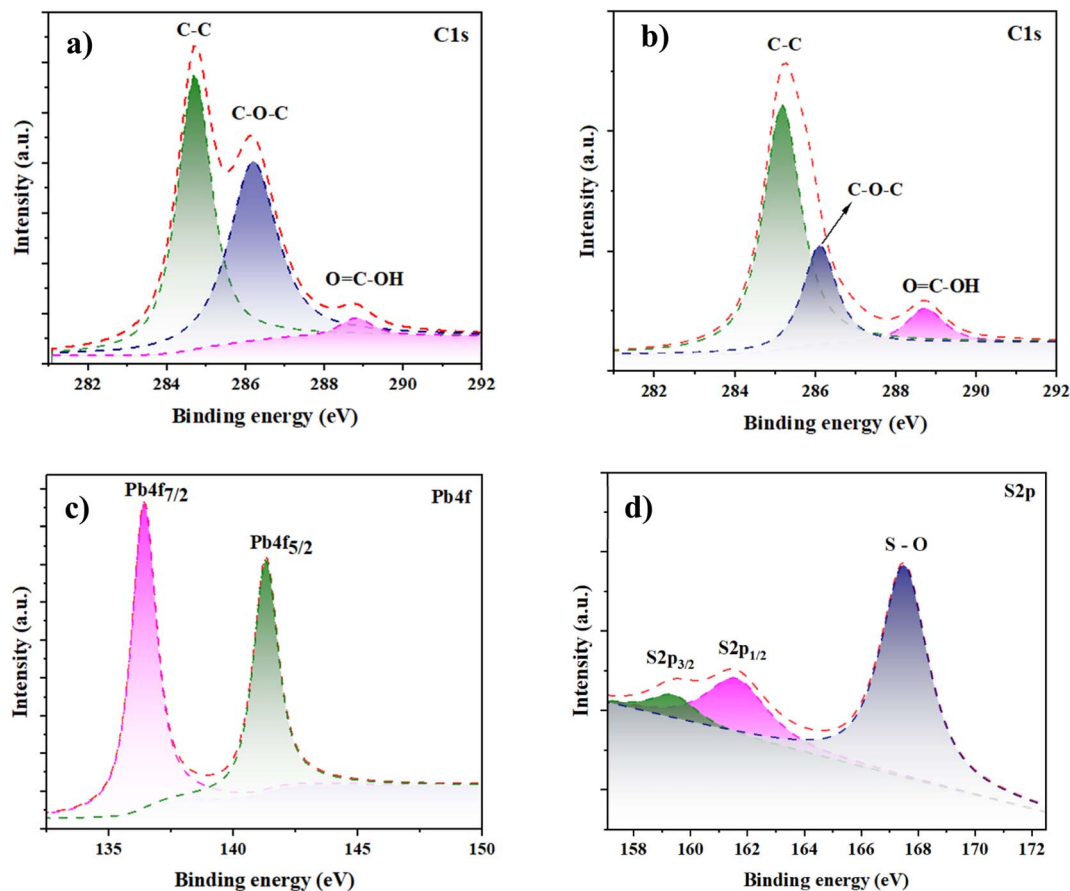 a)
C1s
C-C
C-O-C
O=C-OH
Intensity (a.u.)
282 284 286 288 290 292
Binding energy (eV)
b)
C1s
C-C
C-O-C
O=C-OH
Intensity (a.u.)
282 284 286 288 290 292
Binding energy (eV)
c)
Pb4f
Pb4f7/2
Pb4f5/2
Intensity (a.u.)
135 140 145 150
Binding energy (eV)
d)
S2p
S - O
S2p3/2
S2p1/2
Intensity (a.u.)
158 160 162 164 166 168 170 172
Binding energy (eV)